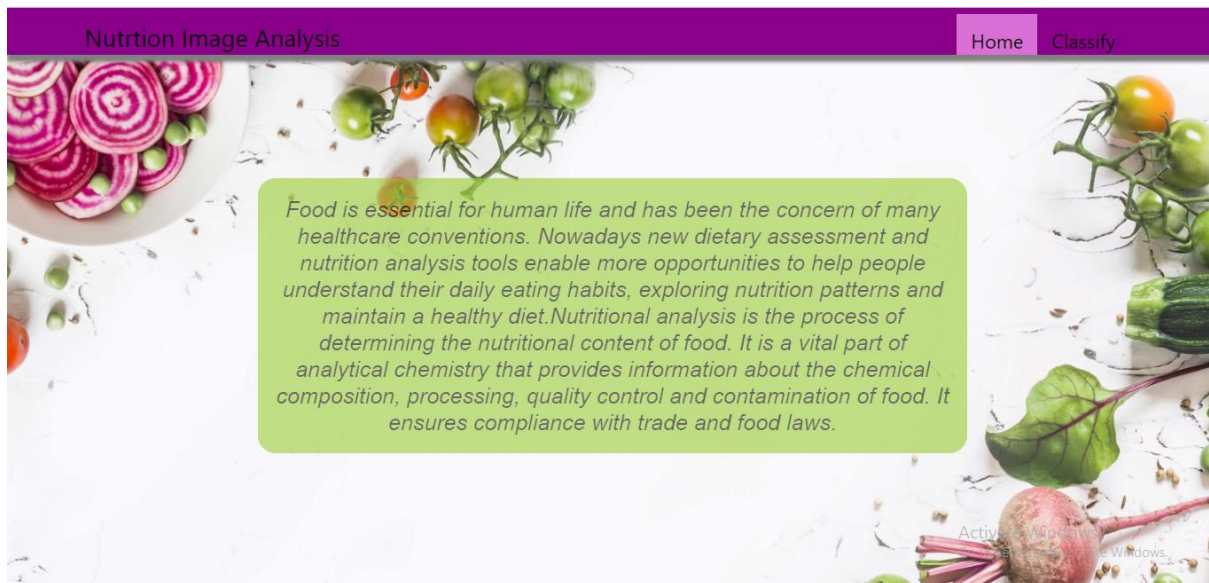 Nutrtion Image Analysis
Home Classify
Food is essential for human life and has been the concern of many
healthcare conventions. Nowadays new dietary assessment and
nutrition analysis tools enable more opportunities to help people
understand their daily eating habits, exploring nutrition patterns and
maintain a healthy diet.Nutritional analysis is the process of
determining the nutritional content of food. It is a vital part of
analytical chemistry that provides information about the chemical
composition, processing, quality control and contamination of food. It
ensures compliance with trade and food laws.
Windows
Windows.